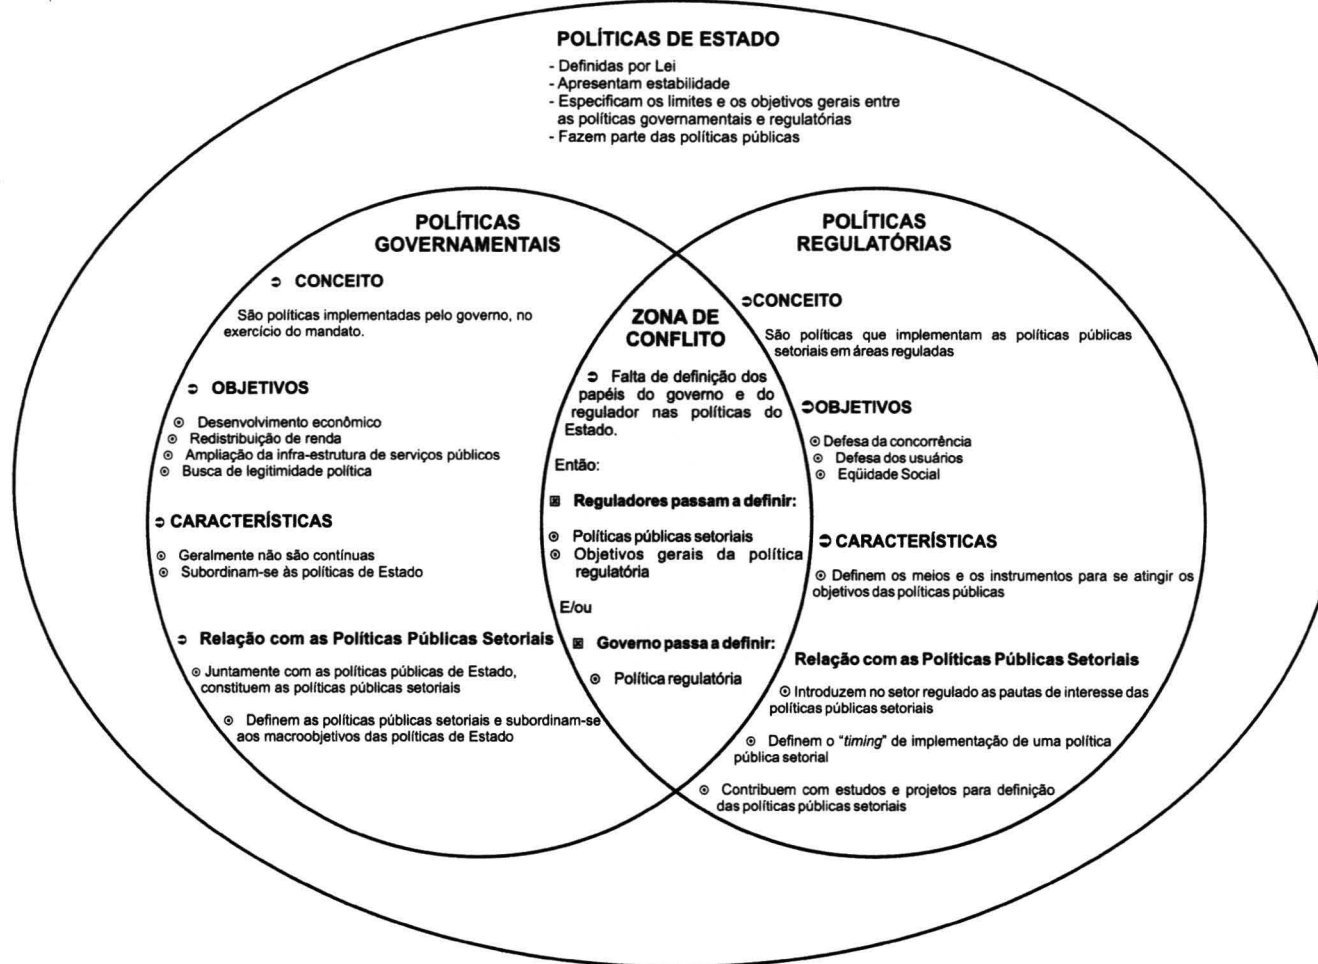 POLÍTICAS DE ESTADO
- Definidas por Lei
- Apresentam estabilidade
- Especificam os limites e os objetivos gerais entre
as políticas governamentais e regulatórias
- Fazem parte das políticas públicas
POLÍTICAS
GOVERNAMENTAIS
➲ CONCEITO
São políticas implementadas pelo governo, no
exercício do mandato.
➲ OBJETIVOS
⊙ Desenvolvimento econômico
⊙ Redistribuição de renda
⊙ Ampliação da infra-estrutura de serviços públicos
⊙ Busca de legitimidade política
➲ CARACTERÍSTICAS
⊙ Geralmente não são contínuas
⊙ Subordinam-se às políticas de Estado
➲ Relação com as Políticas Públicas Setoriais
⊙ Juntamente com as políticas públicas de Estado,
constituem as políticas públicas setoriais
⊙ Definem as políticas públicas setoriais e subordinam-se
aos macroobjetivos das políticas de Estado
ZONA DE
CONFLITO
➲ Falta de definição dos
papéis do governo e do
regulador nas políticas do
Estado.
Então:
⊠ Reguladores passam a definir:
⊙ Políticas públicas setoriais
⊙ Objetivos gerais da política
regulatória
E/ou
⊠ Governo passa a definir:
⊙ Política regulatória
POLÍTICAS
REGULATÓRIAS
➲CONCEITO
São políticas que implementam as políticas públicas
setoriais em áreas reguladas
➲OBJETIVOS
⊙ Defesa da concorrência
⊙ Defesa dos usuários
⊙ Eqüidade Social
➲ CARACTERÍSTICAS
⊙ Definem os meios e os instrumentos para se atingir os
objetivos das políticas públicas
Relação com as Políticas Públicas Setoriais
⊙ Introduzem no setor regulado as pautas de interesse das
políticas públicas setoriais
⊙ Definem o "timing" de implementação de uma política
pública setorial
⊙ Contribuem com estudos e projetos para definição
das políticas públicas setoriais